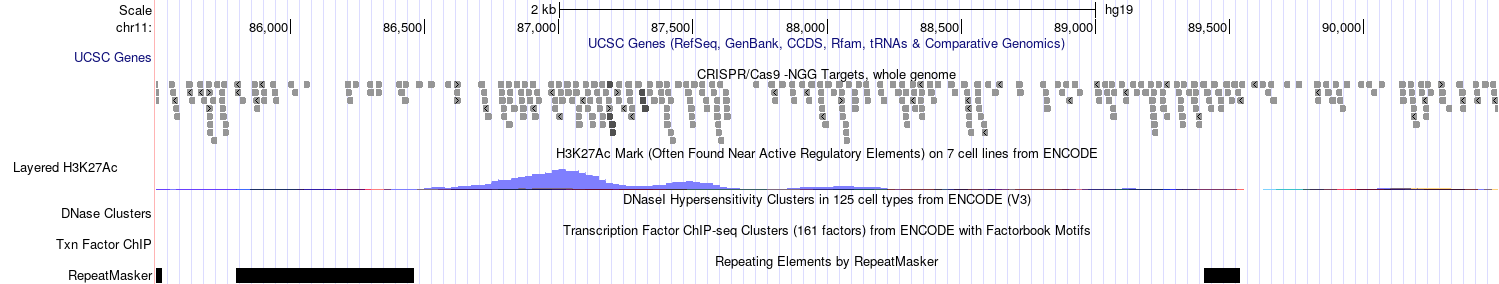 Scale 2 kb hg19
chr11: 86,000 86,500 87,000 87,500 88,000 88,500 89,000 89,500 90,000
UCSC Genes (RefSeq, GenBank, CCDS, Rfam, tRNAs & Comparative Genomics)
UCSC Genes
CRISPR/Cas9 -NGG Targets, whole genome
H3K27Ac Mark (Often Found Near Active Regulatory Elements) on 7 cell lines from ENCODE
Layered H3K27Ac
DNaseI Hypersensitivity Clusters in 125 cell types from ENCODE (V3)
DNase Clusters
Transcription Factor ChIP-seq Clusters (161 factors) from ENCODE with Factorbook Motifs
Txn Factor ChIP
Repeating Elements by RepeatMasker
RepeatMasker